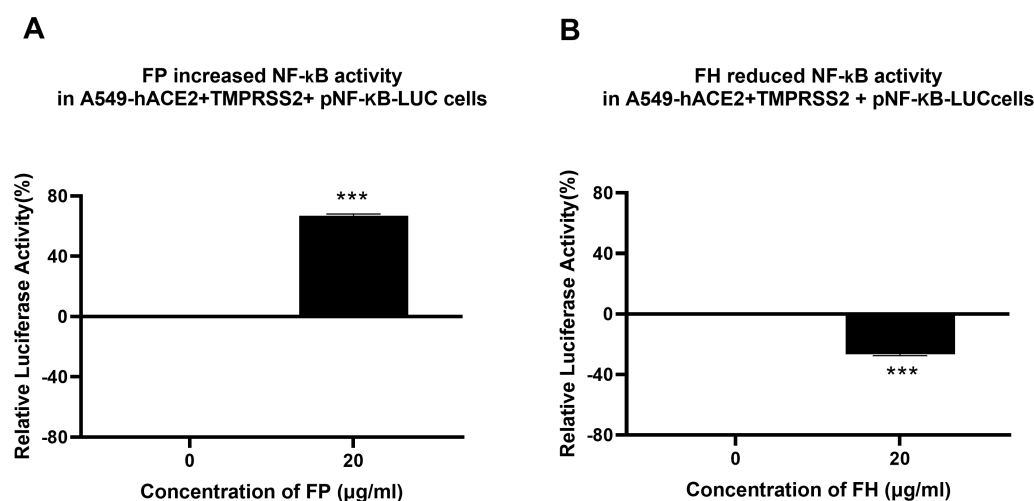 A
FP increased NF-kB activity
in A549-hACE2+TMPRSS2+ pNF-κB-LUC cells
Relative Luciferase Activity(%)
80
40
0
-40
-80
***
0
20
Concentration of FP (μg/ml)
B
FH reduced NF-kB activity
in A549-hACE2+TMPRSS2 + pNF-κB-LUCcells
Relative Luciferase Activity(%)
80
40
0
-40
-80
***
0
20
Concentration of FH (μg/ml)